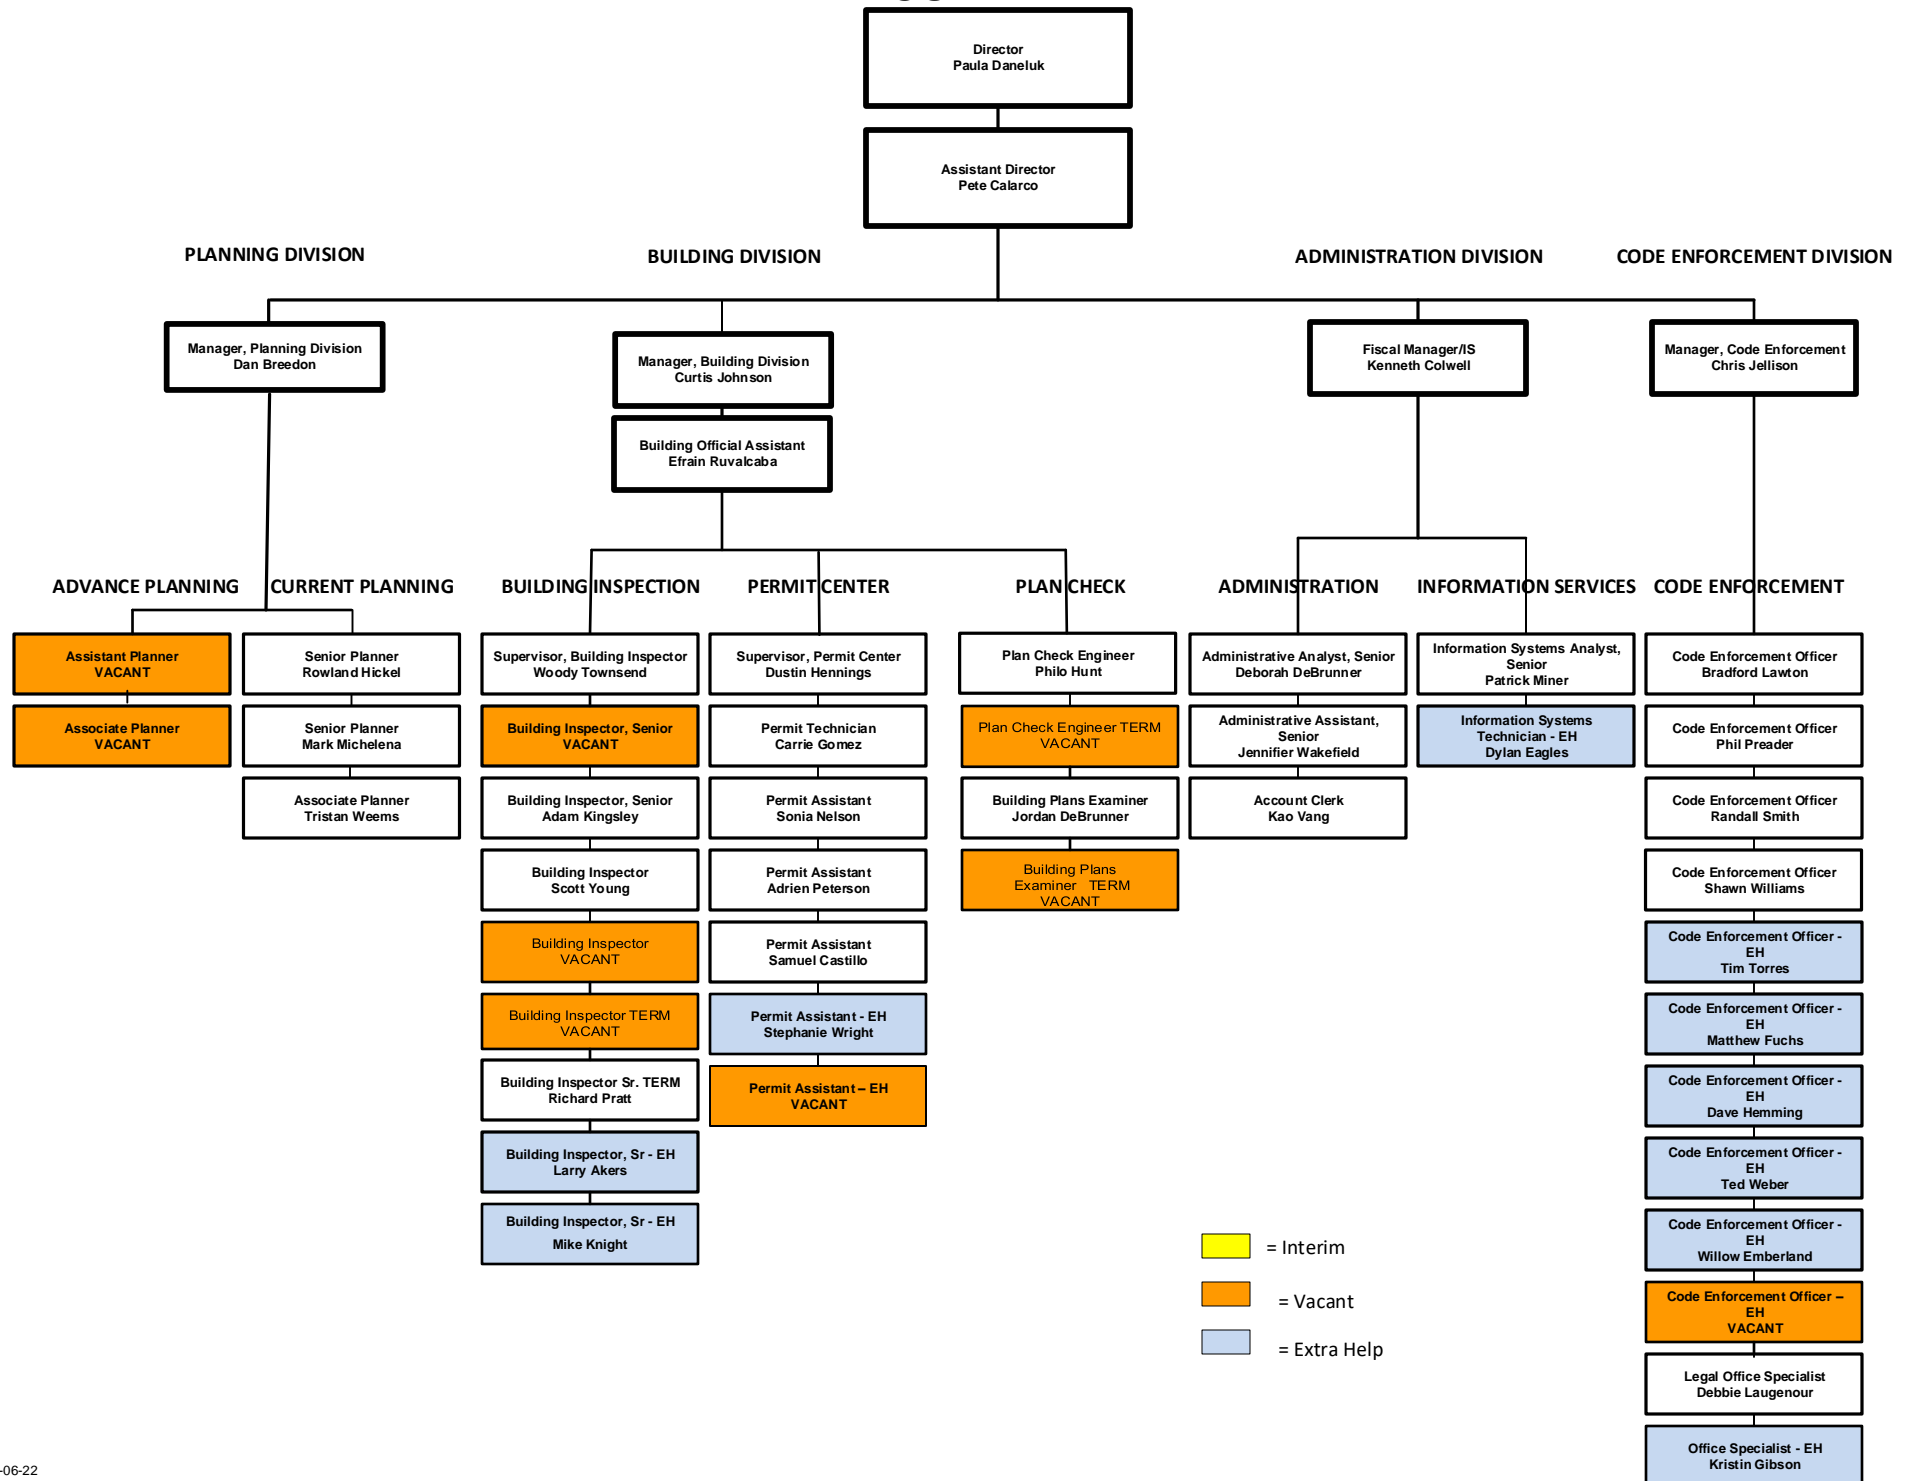 Director
Paula Daneluk
Assistant Director
Pete Calarco
PLANNING DIVISION
BUILDING DIVISION
ADMINISTRATION DIVISION
CODE ENFORCEMENT DIVISION
Manager, Planning Division
Dan Breedon
Manager, Building Division
Curtis Johnson
Building Official Assistant
Efrain Ruvalcaba
Fiscal Manager/IS
Kenneth Colwell
Manager, Code Enforcement
Chris Jellison
ADVANCE PLANNING
Assistant Planner
VACANT
Associate Planner
VACANT
CURRENT PLANNING
Senior Planner
Rowland Hickel
Senior Planner
Mark Michelena
Associate Planner
Tristan Weems
BUILDING INSPECTION
Supervisor, Building Inspector
Woody Townsend
Building Inspector, Senior
VACANT
Building Inspector, Senior
Adam Kingsley
Building Inspector
Scott Young
Building Inspector
VACANT
Building Inspector TERM
VACANT
Building Inspector Sr. TERM
Richard Pratt
Building Inspector, Sr - EH
Larry Akers
Building Inspector, Sr - EH
Mike Knight
PERMIT CENTER
Supervisor, Permit Center
Dustin Hennings
Permit Technician
Carrie Gomez
Permit Assistant
Sonia Nelson
Permit Assistant
Adrien Peterson
Permit Assistant
Samuel Castillo
Permit Assistant - EH
Stephanie Wright
Permit Assistant – EH
VACANT
PLAN CHECK
Plan Check Engineer
Philo Hunt
Plan Check Engineer TERM
VACANT
Building Plans Examiner
Jordan DeBrunner
Building Plans
Examiner TERM
VACANT
ADMINISTRATION
Administrative Analyst, Senior
Deborah DeBrunner
Administrative Assistant,
Senior
Jennifier Wakefield
Account Clerk
Kao Vang
INFORMATION SERVICES
Information Systems Analyst,
Senior
Patrick Miner
Information Systems
Technician - EH
Dylan Eagles
CODE ENFORCEMENT
Code Enforcement Officer
Bradford Lawton
Code Enforcement Officer
Phil Preader
Code Enforcement Officer
Randall Smith
Code Enforcement Officer
Shawn Williams
Code Enforcement Officer -
EH
Tim Torres
Code Enforcement Officer -
EH
Matthew Fuchs
Code Enforcement Officer -
EH
Dave Hemming
Code Enforcement Officer -
EH
Ted Weber
Code Enforcement Officer -
EH
Willow Emberland
Code Enforcement Officer –
EH
VACANT
Legal Office Specialist
Debbie Laugenour
Office Specialist - EH
Kristin Gibson
= Interim
= Vacant
= Extra Help
-06-22